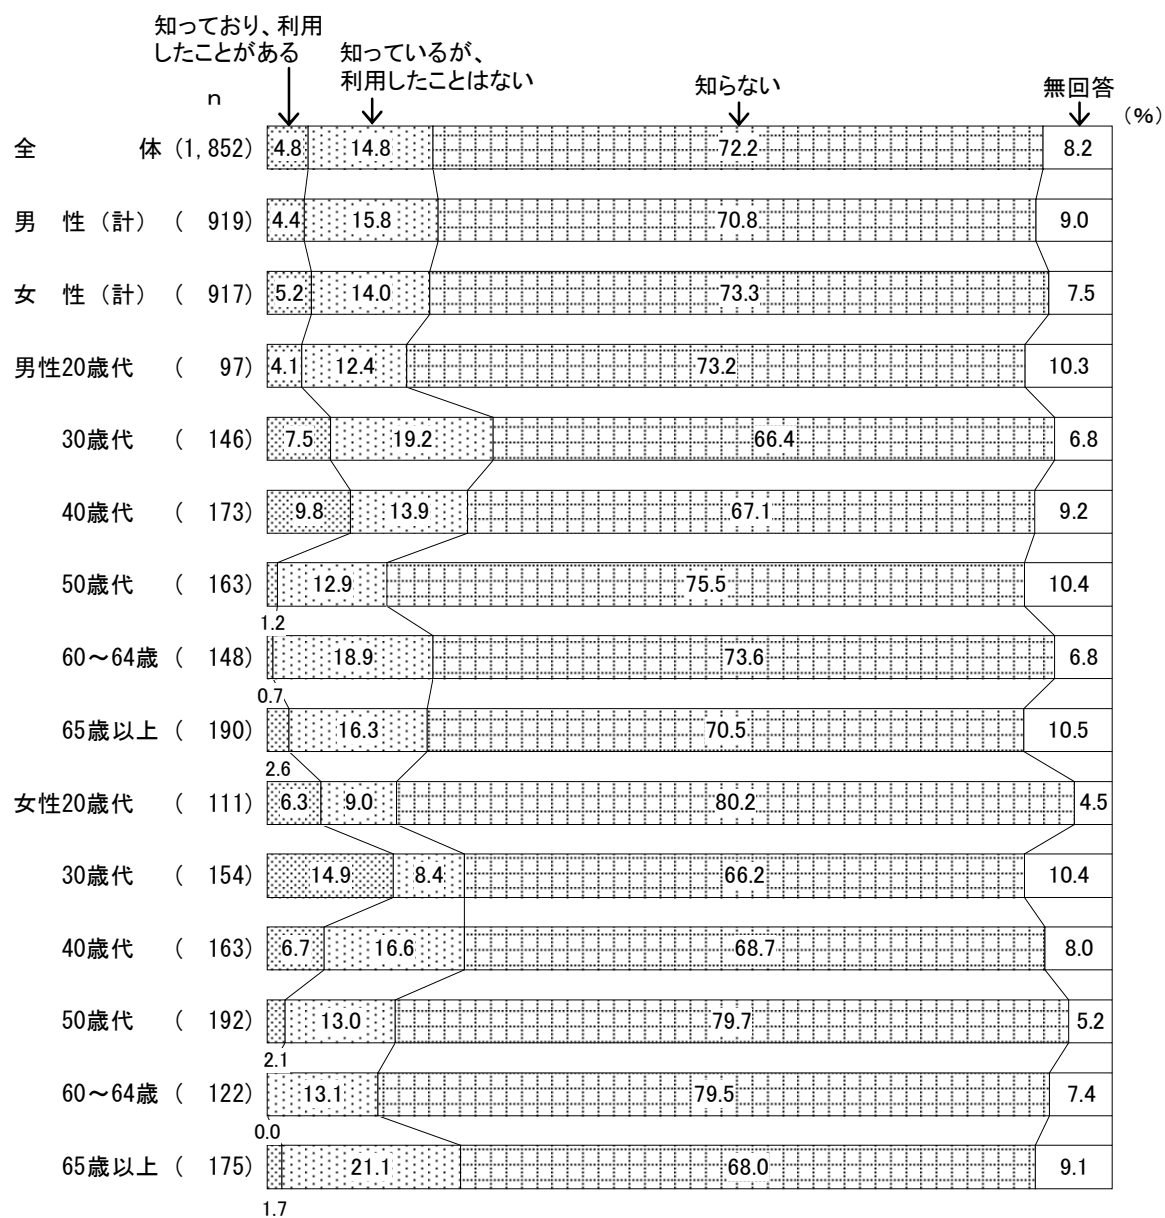 知っており、利用
したことがある
知っているが、
利用したことはない
知らない
無回答
n
(%)
全 体 (1,852) 4.8 14.8 72.2 8.2
男 性 (計) ( 919) 4.4 15.8 70.8 9.0
女 性 (計) ( 917) 5.2 14.0 73.3 7.5
男性20歳代 ( 97) 4.1 12.4 73.2 10.3
30歳代 ( 146) 7.5 19.2 66.4 6.8
40歳代 ( 173) 9.8 13.9 67.1 9.2
50歳代 ( 163) 12.9 75.5 10.4
1.2
60～64歳 ( 148) 18.9 73.6 6.8
0.7
65歳以上 ( 190) 16.3 70.5 10.5
2.6
女性20歳代 ( 111) 6.3 9.0 80.2 4.5
30歳代 ( 154) 14.9 8.4 66.2 10.4
40歳代 ( 163) 6.7 16.6 68.7 8.0
50歳代 ( 192) 13.0 79.7 5.2
2.1
60～64歳 ( 122) 13.1 79.5 7.4
0.0
65歳以上 ( 175) 21.1 68.0 9.1
1.7